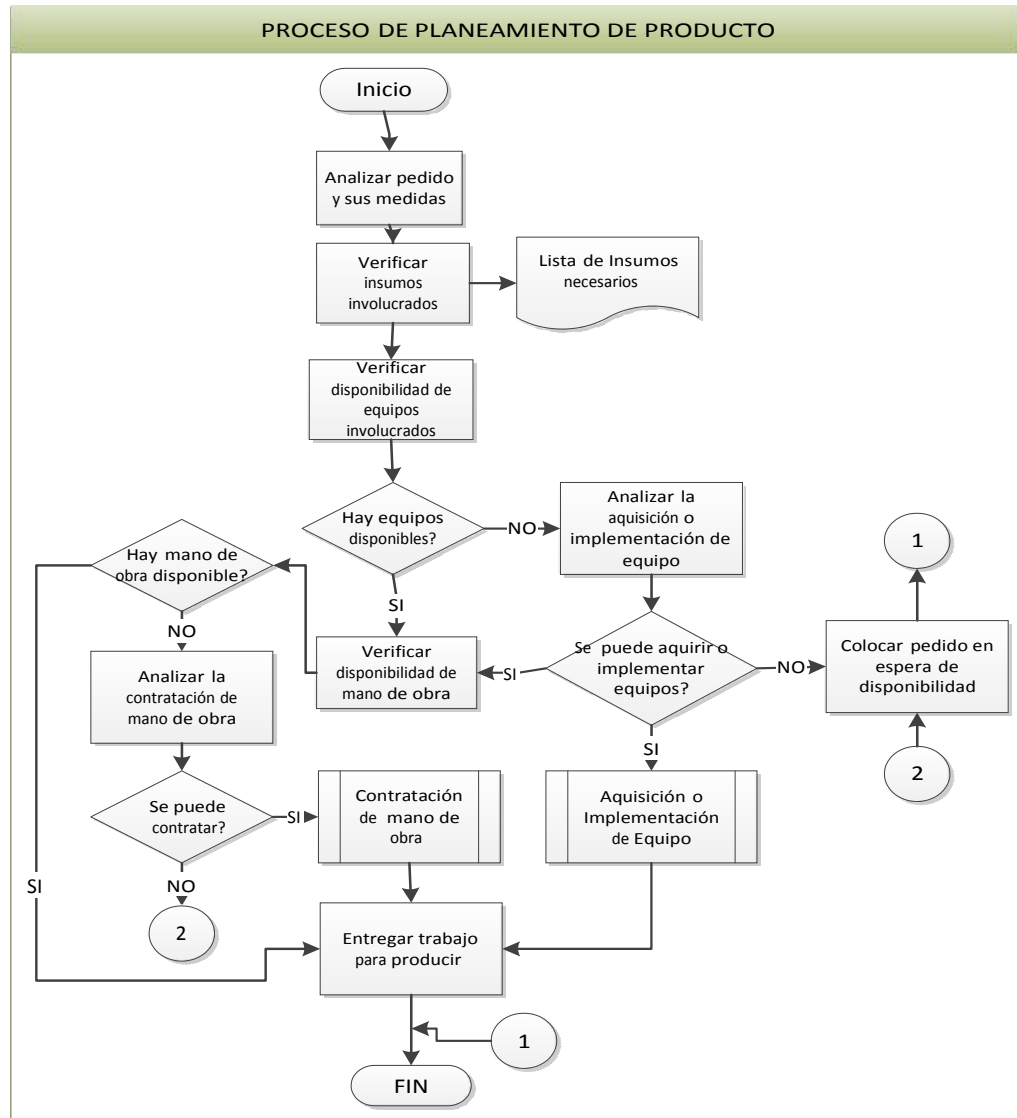 PROCESO DE PLANEAMIENTO DE PRODUCTO
Inicio
Analizar pedido
y sus medidas
Verificar
insumos
involucrados
Lista de Insumos
necesarios
Verificar
disponibilidad de
equipos
involucrados
Hay equipos
disponibles?
NO
Analizar la
aquisición o
implementación de
equipo
1
Hay mano de
obra disponible?
SI
NO
Verificar
disponibilidad de
mano de obra
SI
Se puede aquirir o
implementar
equipos?
NO
Colocar pedido en
espera de
disponibilidad
Analizar la
contratación de
mano de obra
SI
2
Se puede
contratar?
SI
Contratación
de mano de
obra
Aquisición o
Implementación
de Equipo
SI
NO
2
Entregar trabajo
para producir
1
FIN